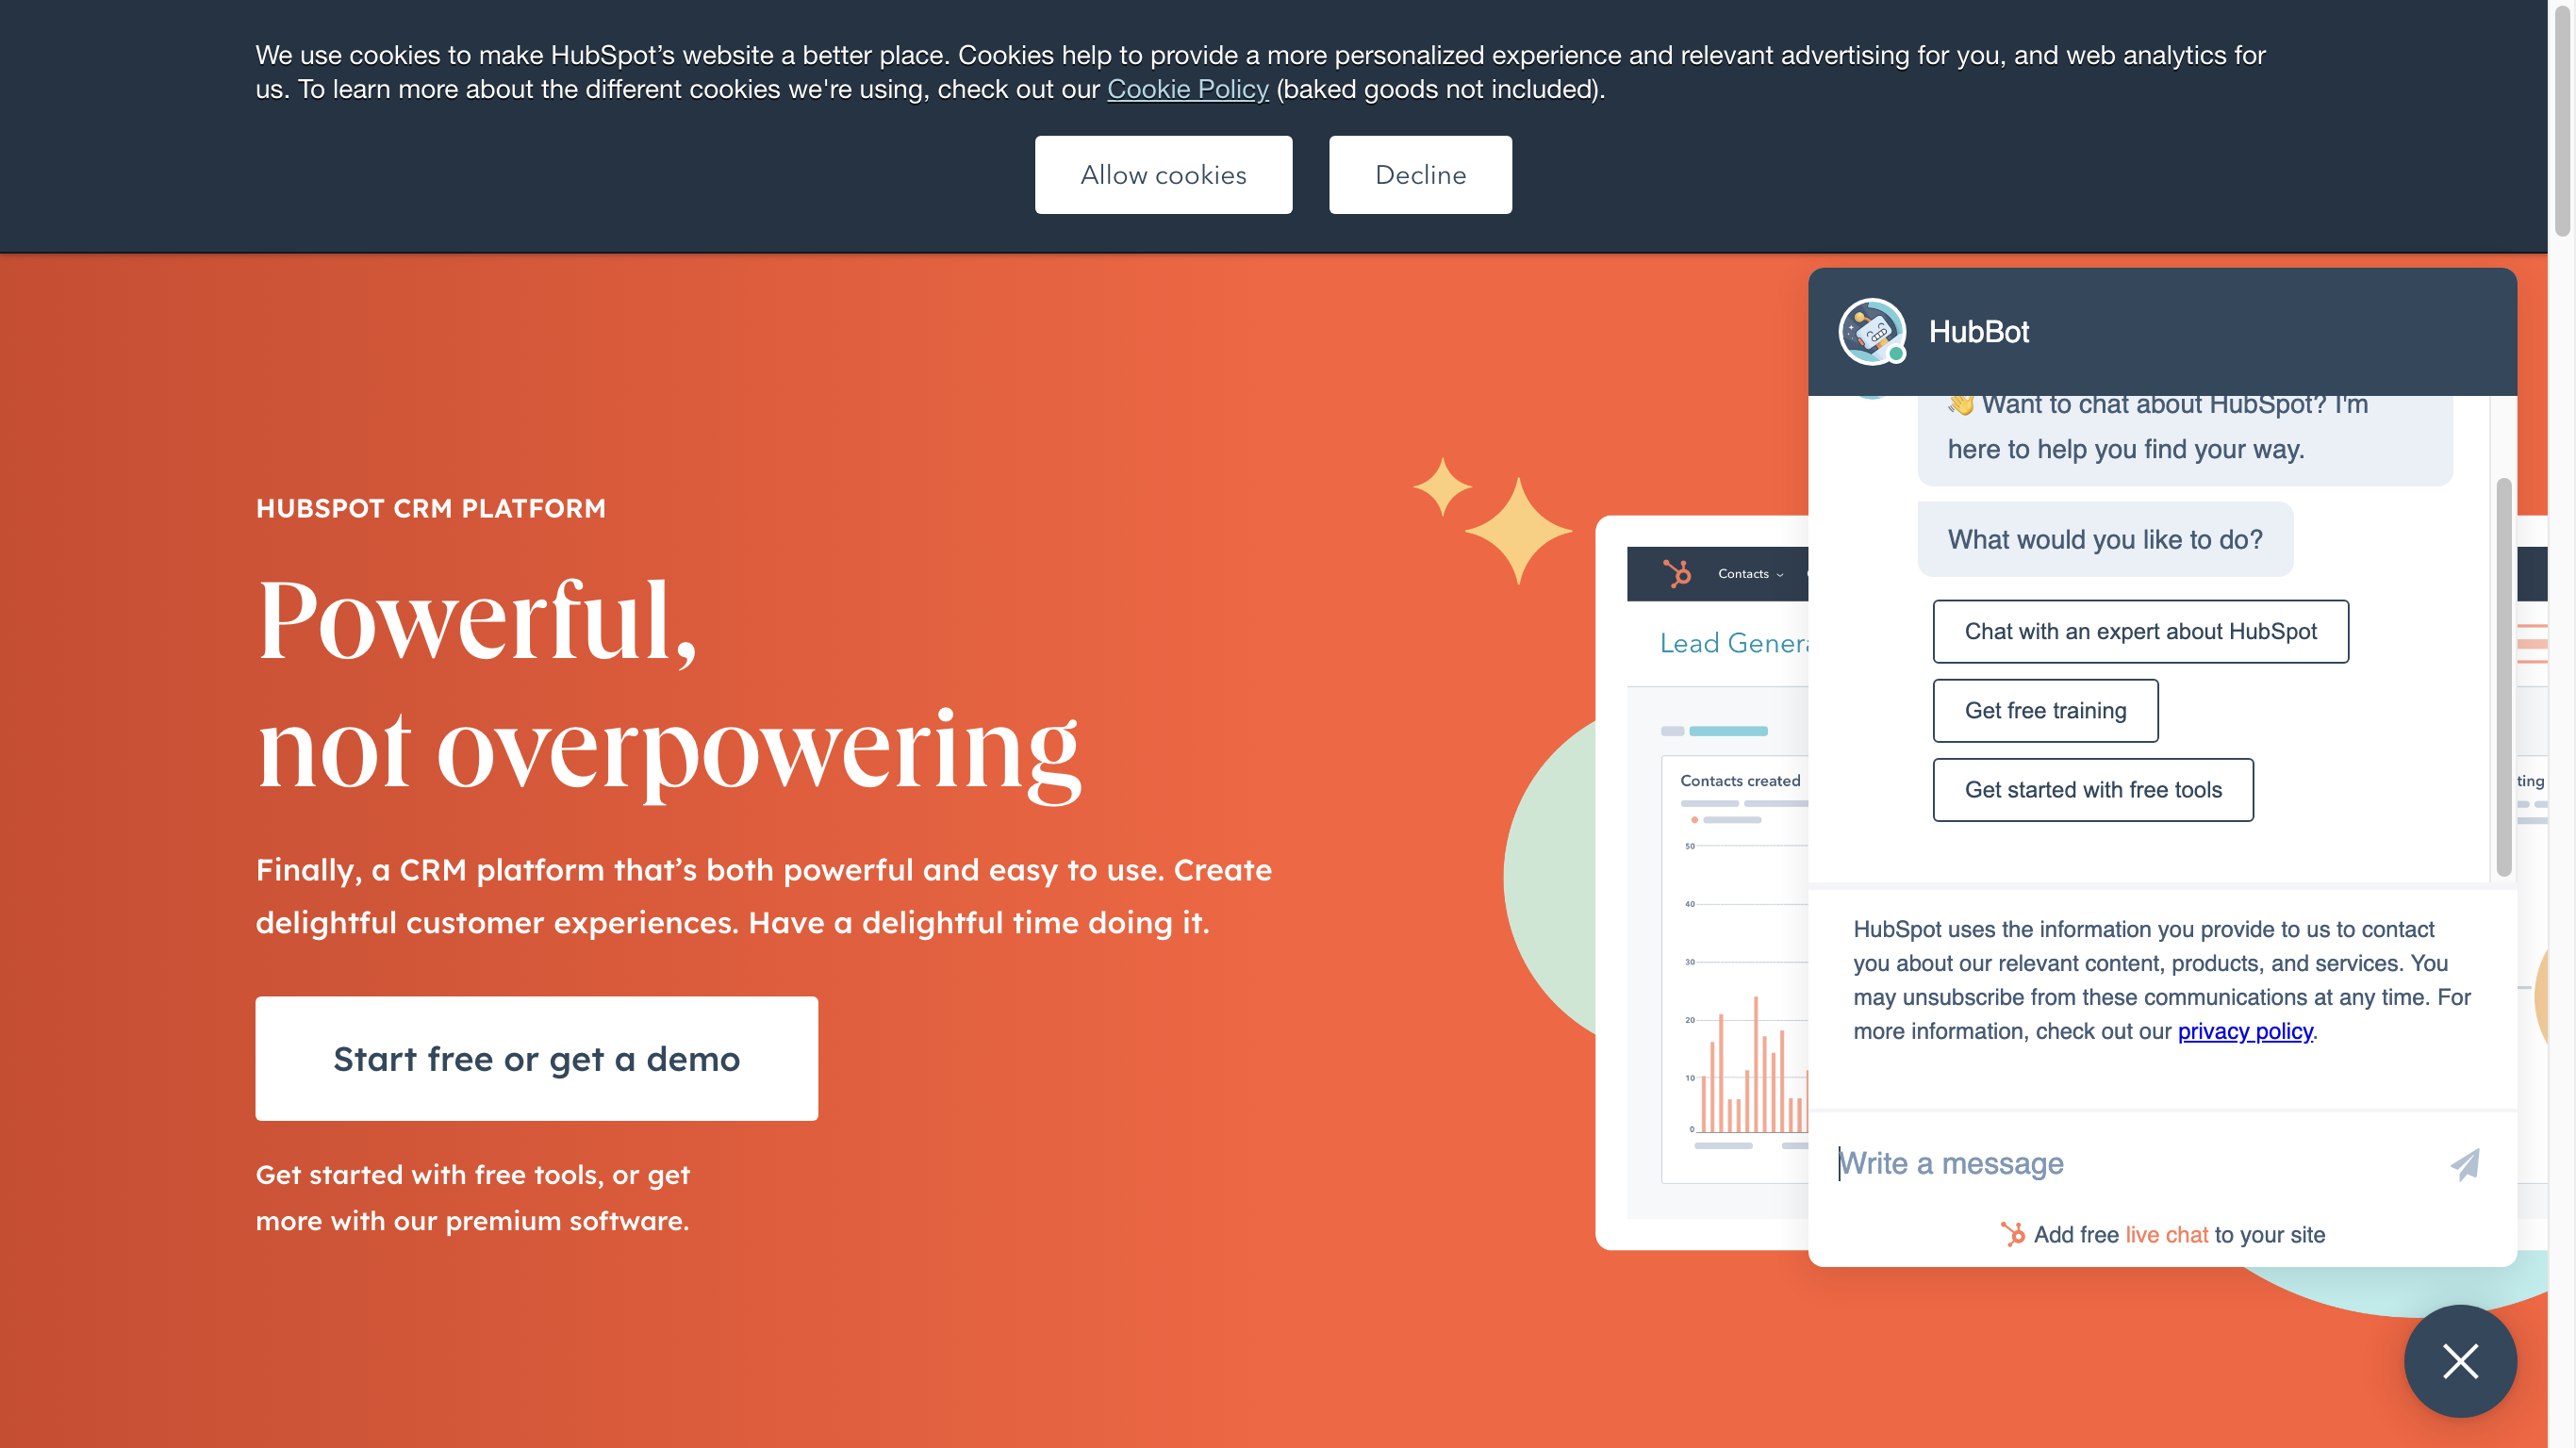 We use cookies to make HubSpot’s website a better place. Cookies help to provide a more personalized experience and relevant advertising for you, and web analytics for
us. To learn more about the different cookies we're using, check out our Cookie Policy (baked goods not included).
Allow cookies
Decline
HUBSPOT CRM PLATFORM
Powerful,
not overpowering
Finally, a CRM platform that’s both powerful and easy to use. Create
delightful customer experiences. Have a delightful time doing it.
Start free or get a demo
Get started with free tools, or get
more with our premium software.
Contacts
Lead Genera
Contacts created
50
40
30
20
10
0
ting
HubBot
👋 Want to chat about HubSpot? I'm
here to help you find your way.
What would you like to do?
Chat with an expert about HubSpot
Get free training
Get started with free tools
HubSpot uses the information you provide to us to contact
you about our relevant content, products, and services. You
may unsubscribe from these communications at any time. For
more information, check out our privacy policy.
Write a message
Add free live chat to your site